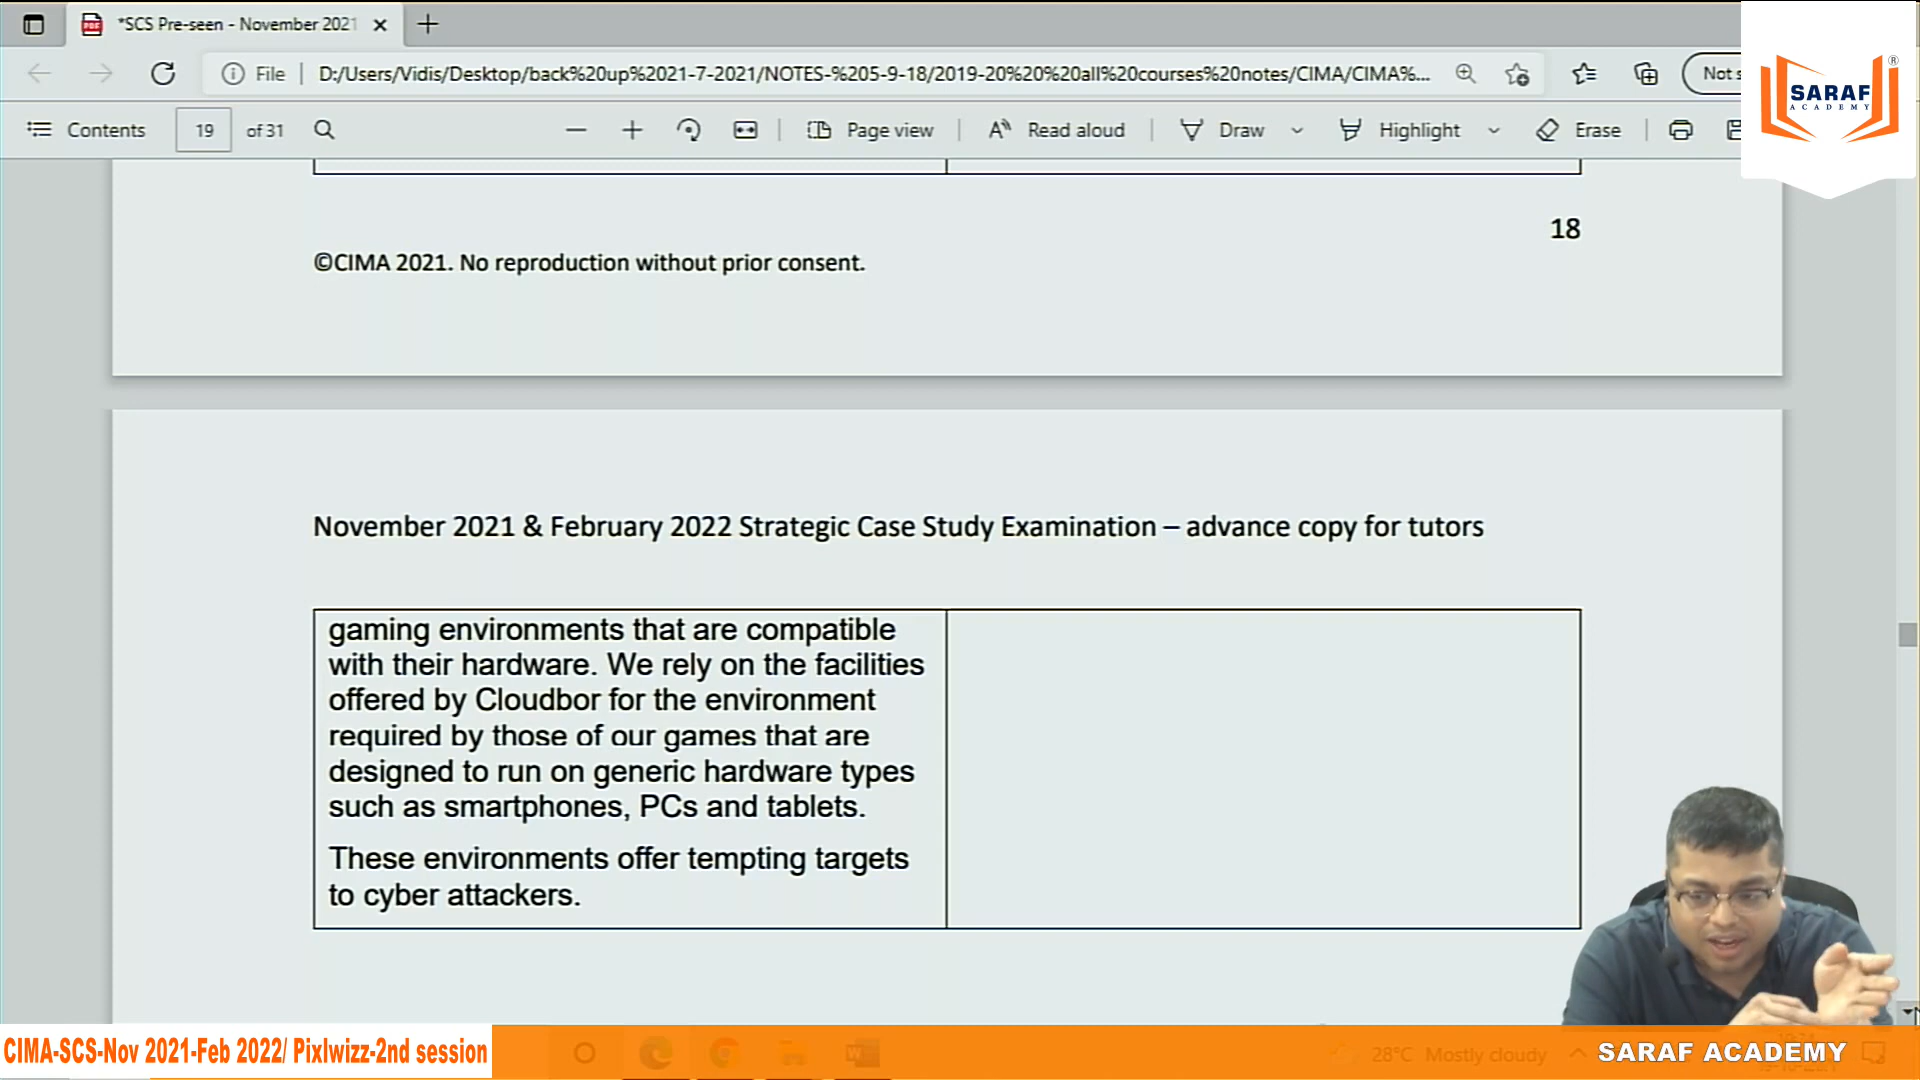 *SCS Pre-seen - November 2021
File
D:/Users/Vidis/Desktop/back%20up%2021-7-2021/NOTES-%205-9-18/2019-20%20%20all%20courses%20notes/CIMA/CIMA%...
Not s
SARAF
ACADEMY
®
Contents
19
of 31
Page view
Read aloud
Draw
Highlight
Erase
18
©CIMA 2021. No reproduction without prior consent.
November 2021 & February 2022 Strategic Case Study Examination – advance copy for tutors
gaming environments that are compatible
with their hardware. We rely on the facilities
offered by Cloudbor for the environment
required by those of our games that are
designed to run on generic hardware types
such as smartphones, PCs and tablets.
These environments offer tempting targets
to cyber attackers.
CIMA-SCS-Nov 2021-Feb 2022/ Pixlwizz-2nd session
28°C Mostly cloudy
SARAF ACADEMY